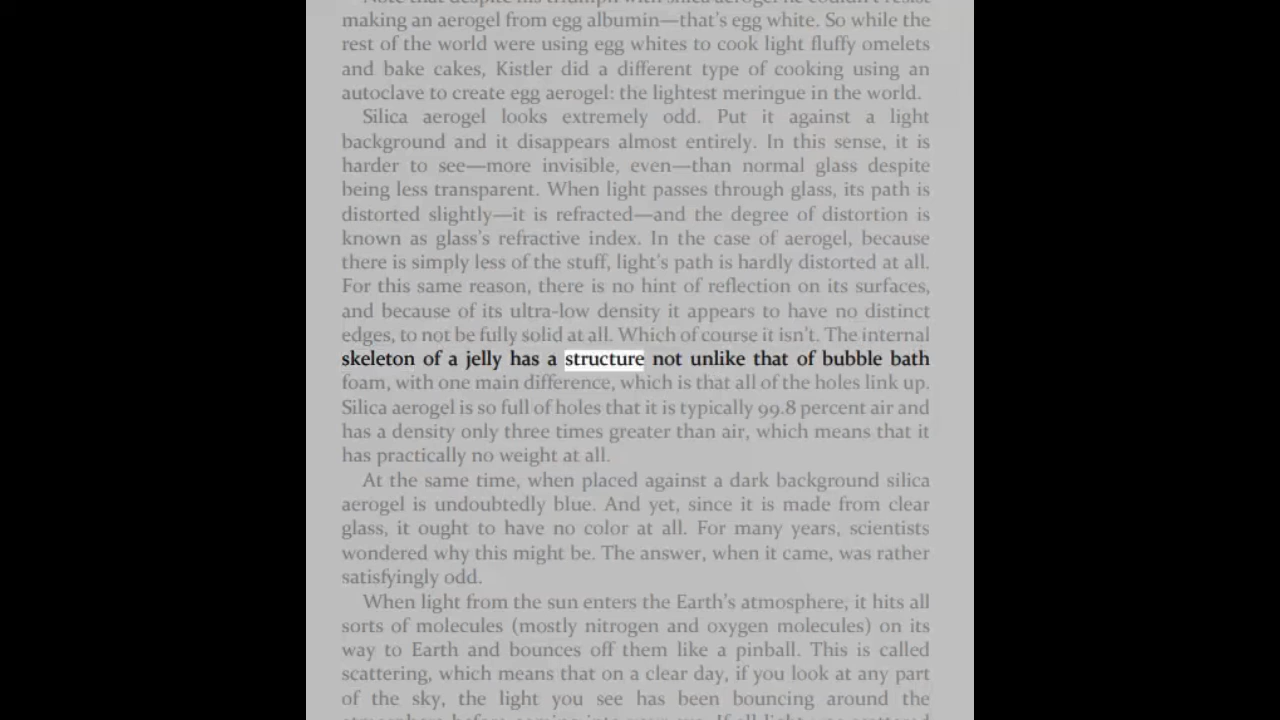 Note that despite his triumph with silica aerogel he couldn't resist
making an aerogel from egg albumin—that's egg white. So while the
rest of the world were using egg whites to cook light fluffy omelets
and bake cakes, Kistler did a different type of cooking using an
autoclave to create egg aerogel: the lightest meringue in the world.
Silica aerogel looks extremely odd. Put it against a light
background and it disappears almost entirely. In this sense, it is
harder to see—more invisible, even—than normal glass despite
being less transparent. When light passes through glass, its path is
distorted slightly—it is refracted—and the degree of distortion is
known as glass's refractive index. In the case of aerogel, because
there is simply less of the stuff, light's path is hardly distorted at all.
For this same reason, there is no hint of reflection on its surfaces,
and because of its ultra-low density it appears to have no distinct
edges, to not be fully solid at all. Which of course it isn't. The internal
skeleton of a jelly has a structure not unlike that of bubble bath
foam, with one main difference, which is that all of the holes link up.
Silica aerogel is so full of holes that it is typically 99.8 percent air and
has a density only three times greater than air, which means that it
has practically no weight at all.
At the same time, when placed against a dark background silica
aerogel is undoubtedly blue. And yet, since it is made from clear
glass, it ought to have no color at all. For many years, scientists
wondered why this might be. The answer, when it came, was rather
satisfyingly odd.
When light from the sun enters the Earth's atmosphere, it hits all
sorts of molecules (mostly nitrogen and oxygen molecules) on its
way to Earth and bounces off them like a pinball. This is called
scattering, which means that on a clear day, if you look at any part
of the sky, the light you see has been bouncing around the